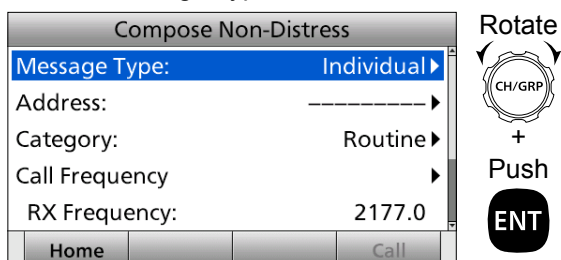 Compose Non-Distress
Message Type: Individual
Address: –––––––––
Category: Routine
Call Frequency
RX Frequency: 2177.0
Home Call
Rotate
CH/GRP
+
Push
ENT